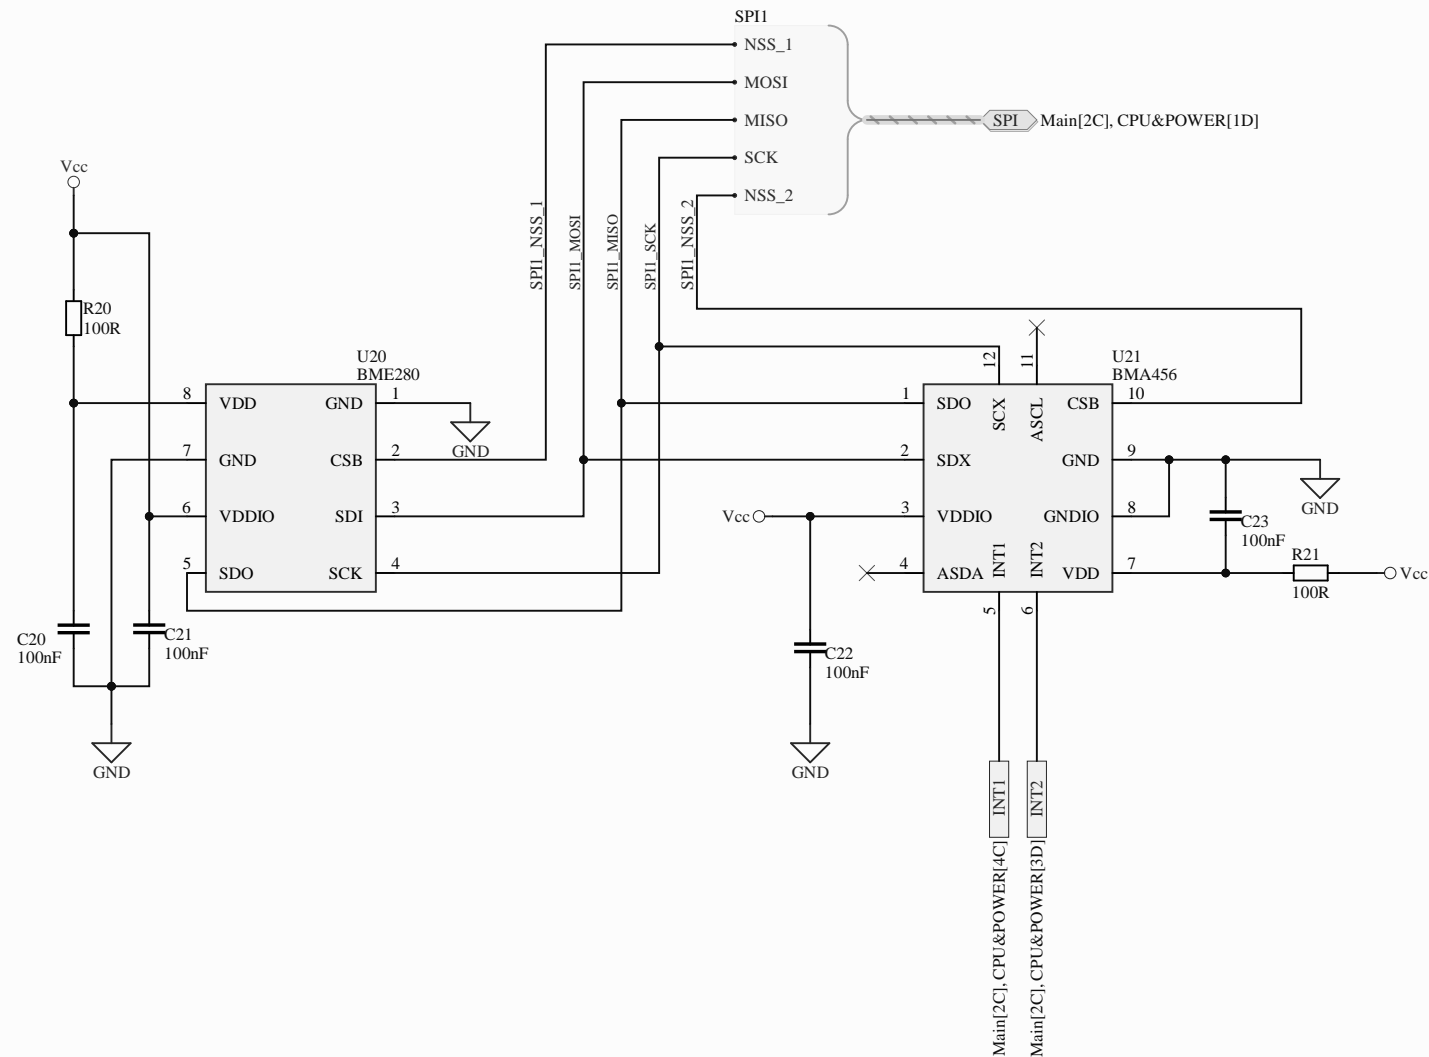 SPI1
NSS_1
MOSI
MISO
SCK
NSS_2
SPI
Main[2C], CPU&POWER[1D]
SPI1_NSS_1
SPI1_MOSI
SPI1_MISO
SPI1_SCK
SPI1_NSS_2
Vcc
R20
100R
U20
BME280
8
VDD
GND
1
7
GND
CSB
2
6
VDDIO
SDI
3
5
SDO
SCK
4
GND
C20
100nF
C21
100nF
GND
U21
BMA456
12
11
1
SDO
SCX
ASCL
CSB
10
2
SDX
GND
9
Vcc
3
VDDIO
GNDIO
8
4
ASDA
INT1
INT2
VDD
7
5
6
GND
C23
100nF
R21
100R
Vcc
C22
100nF
GND
INT1
INT2
Main[2C], CPU&POWER[4C]
Main[2C], CPU&POWER[3D]